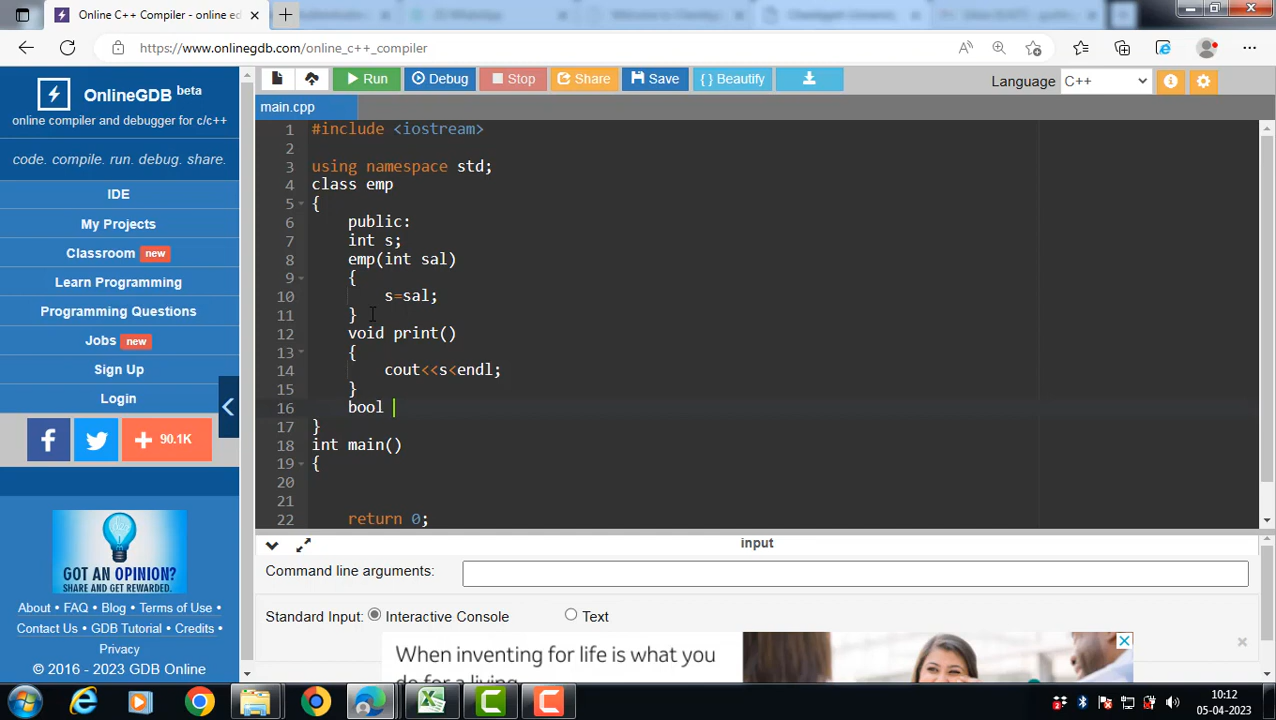 Online C++ Compiler - online ed
https://www.onlinegdb.com/online_c++_compiler
OnlineGDB beta
online compiler and debugger for c/c++
code. compile. run. debug. share.
IDE
My Projects
Classroom new
Learn Programming
Programming Questions
Jobs new
Sign Up
Login
90.1K
GOT AN OPINION?
SHARE AND GET REWARDED.
About • FAQ • Blog • Terms of Use •
Contact Us • GDB Tutorial • Credits •
Privacy
© 2016 - 2023 GDB Online
Run
Debug
Stop
Share
Save
{ } Beautify
Language C++
main.cpp
1 #include <iostream>
2
3 using namespace std;
4 class emp
5 {
6 public:
7 int s;
8 emp(int sal)
9 {
10 s=sal;
11 }
12 void print()
13 {
14 cout<<s<endl;
15 }
16 bool
17 }
18 int main()
19 {
20
21
22 return 0;
input
Command line arguments:
Standard Input: Interactive Console Text
When inventing for life is what you
do for a living
10:12
05-04-2023